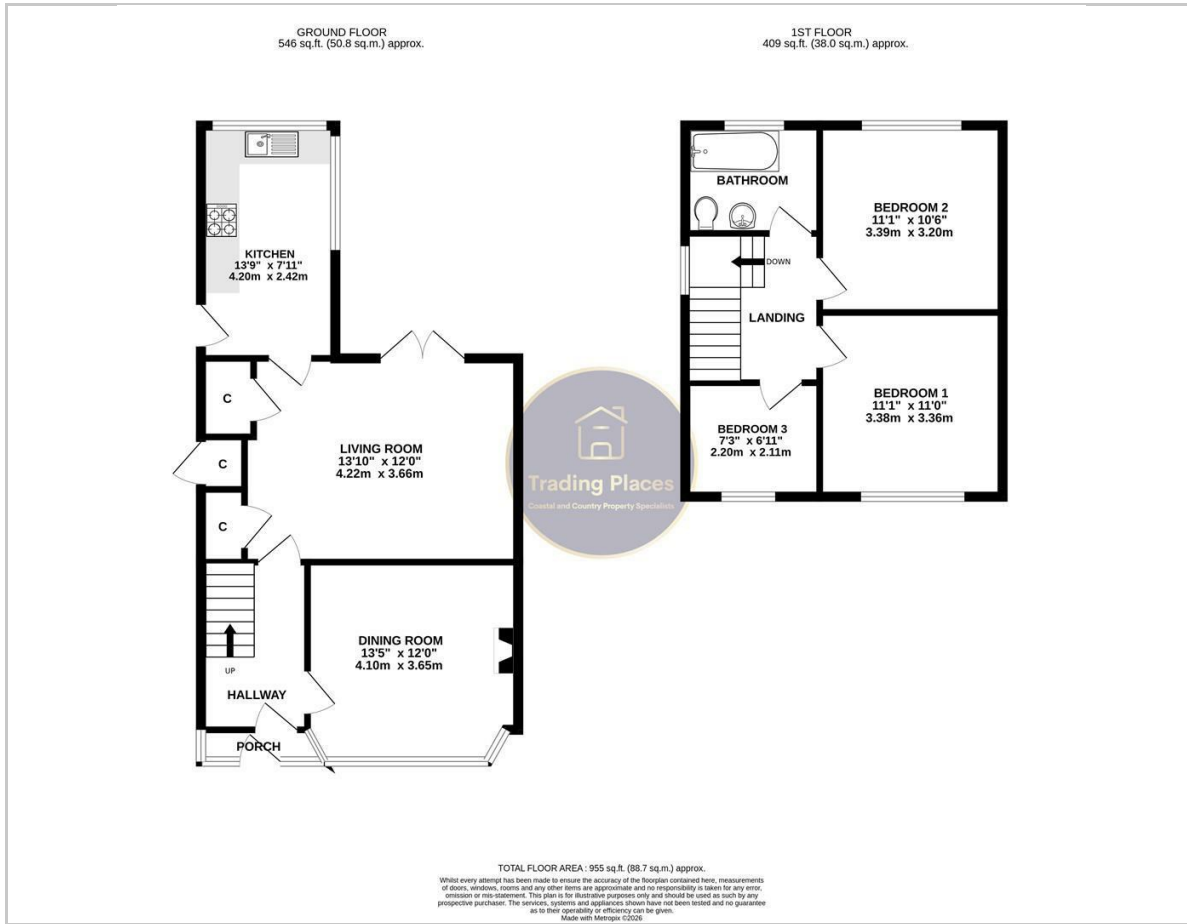 GROUND FLOOR
546 sq.ft. (50.8 sq.m.) approx.
1ST FLOOR
409 sq.ft. (38.0 sq.m.) approx.
KITCHEN
13'9" x 7'11"
4.20m x 2.42m
C
C
C
LIVING ROOM
13'10" x 12'0"
4.22m x 3.66m
DINING ROOM
13'5" x 12'0"
4.10m x 3.65m
UP
HALLWAY
PORCH
BATHROOM
BEDROOM 2
11'1" x 10'6"
3.39m x 3.20m
DOWN
LANDING
BEDROOM 1
11'1" x 11'0"
3.38m x 3.36m
BEDROOM 3
7'3" x 6'11"
2.20m x 2.11m
Trading Places
Coastal and Country Property Specialists
TOTAL FLOOR AREA : 955 sq.ft. (88.7 sq.m.) approx.
Whilst every attempt has been made to ensure the accuracy of the floorplan contained here, measurements
of doors, windows, rooms and any other items are approximate and no responsibility is taken for any error,
omission or mis-statement. This plan is for illustrative purposes only and should be used as such by any
prospective purchaser. The services, systems and appliances shown have not been tested and no guarantee
as to their operability or efficiency can be given.
Made with Metropix ©2026